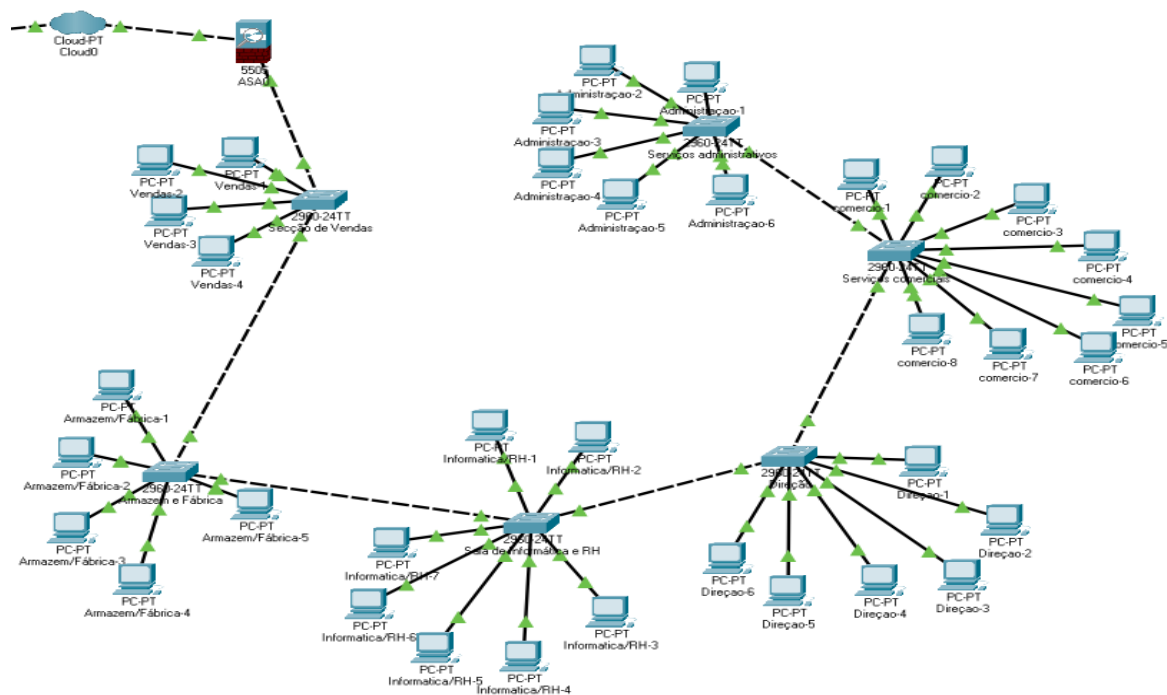 Cloud-PT
Cloud0
5505
ASA0
PC-PT
Vendas-1
PC-PT
Vendas-2
PC-PT
Vendas-3
PC-PT
Vendas-4
2960-24TT
Secção de Vendas
PC-PT
Administraçao-2
PC-PT
Administraçao-1
PC-PT
Administraçao-3
PC-PT
Administraçao-4
PC-PT
Administraçao-5
PC-PT
Administraçao-6
2960-24TT
Serviços administrativos
PC-PT
comercio-1
PC-PT
comercio-2
PC-PT
comercio-3
PC-PT
comercio-4
PC-PT
comercio-5
PC-PT
comercio-6
PC-PT
comercio-7
PC-PT
comercio-8
2960-24TT
Serviços comerciais
PC-PT
Armazem/Fábrica-1
PC-PT
Armazem/Fábrica-2
PC-PT
Armazem/Fábrica-3
PC-PT
Armazem/Fábrica-4
PC-PT
Armazem/Fábrica-5
2960-24TT
Armazem e Fábrica
PC-PT
Informatica/RH-1
PC-PT
Informatica/RH-2
PC-PT
Informatica/RH-3
PC-PT
Informatica/RH-4
PC-PT
Informatica/RH-5
PC-PT
Informatica/RH-6
PC-PT
Informatica/RH-7
2960-24TT
Sala de Informática e RH
PC-PT
Direçao-1
PC-PT
Direçao-2
PC-PT
Direçao-3
PC-PT
Direçao-4
PC-PT
Direçao-5
PC-PT
Direçao-6
2960-24TT
Direção